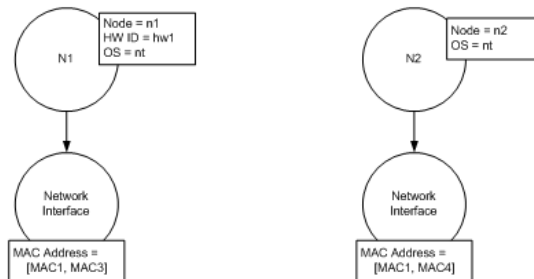 Node = n1
HW ID = hw1
OS = nt
N1
Network
Interface
MAC Address =
[MAC1, MAC3]
Node = n2
OS = nt
N2
Network
Interface
MAC Address =
[MAC1, MAC4]